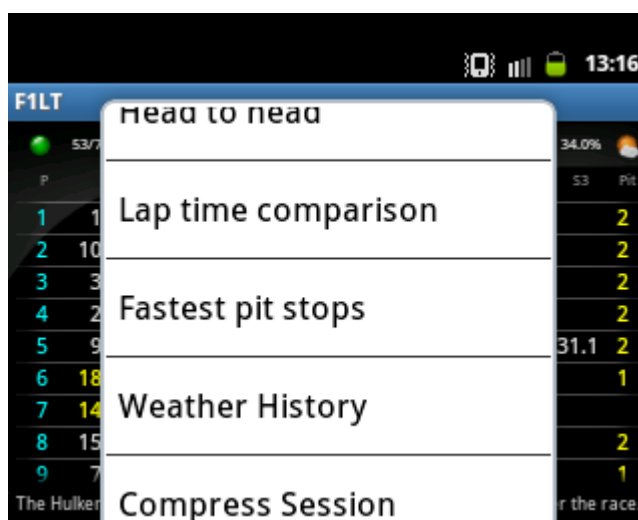 13:16
F1LT
Head to head
53/7 34.0%
P S3 Pit
1 1 2
Lap time comparison
2 10 2
3 3 2
Fastest pit stops
4 2 2
5 9 31.1 2
6 18 1
Weather History
7 14
8 15 2
9 7 1
Compress Session
The Hulker r the race